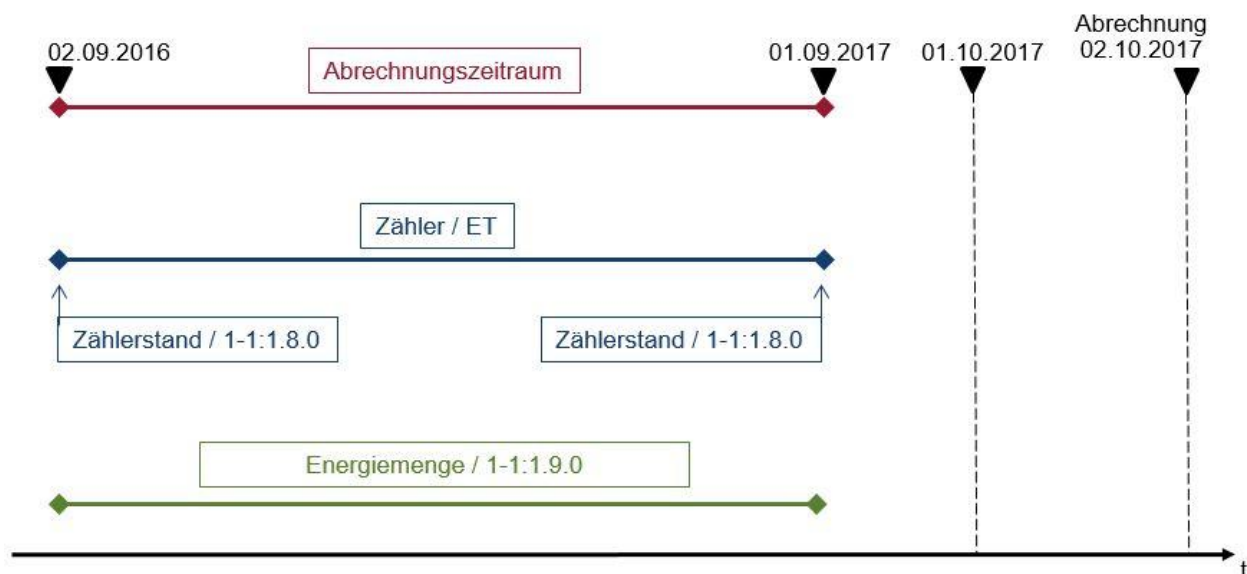 Abrechnung
02.09.2016 01.09.2017 01.10.2017 02.10.2017
Abrechnungszeitraum
Zähler / ET
Zählerstand / 1-1:1.8.0 Zählerstand / 1-1:1.8.0
Energiemenge / 1-1:1.9.0
t